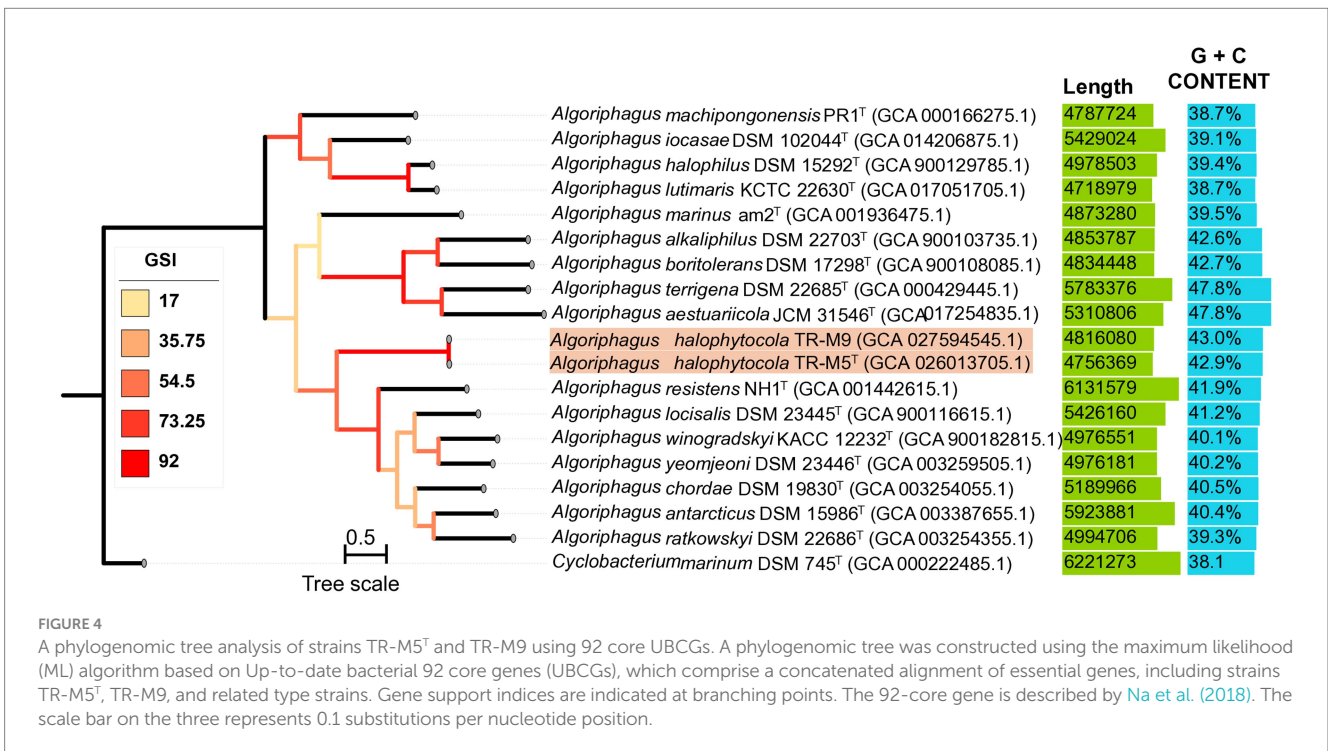 G + C
CONTENT
Length
Algoriphagus machipongonensis PR1ᵀ (GCA 000166275.1) 4787724 38.7%
Algoriphagus iocasae DSM 102044ᵀ (GCA 014206875.1) 5429024 39.1%
Algoriphagus halophilus DSM 15292ᵀ (GCA 900129785.1) 4978503 39.4%
Algoriphagus lutimaris KCTC 22630ᵀ (GCA 017051705.1) 4718979 38.7%
Algoriphagus marinus am2ᵀ (GCA 001936475.1) 4873280 39.5%
Algoriphagus alkaliphilus DSM 22703ᵀ (GCA 900103735.1) 4853787 42.6%
Algoriphagus boritolerans DSM 17298ᵀ (GCA 900108085.1) 4834448 42.7%
Algoriphagus terrigena DSM 22685ᵀ (GCA 000429445.1) 5783376 47.8%
Algoriphagus aestuariicola JCM 31546ᵀ (GCA 017254835.1) 5310806 47.8%
Algoriphagus halophytocola TR-M9 (GCA 027594545.1) 4816080 43.0%
Algoriphagus halophytocola TR-M5ᵀ (GCA 026013705.1) 4756369 42.9%
Algoriphagus resistens NH1ᵀ (GCA 001442615.1) 6131579 41.9%
Algoriphagus locisalis DSM 23445ᵀ (GCA 900116615.1) 5426160 41.2%
Algoriphagus winogradskyi KACC 12232ᵀ (GCA 900182815.1) 4976551 40.1%
Algoriphagus yeomjeoni DSM 23446ᵀ (GCA 003259505.1) 4976181 40.2%
Algoriphagus chordae DSM 19830ᵀ (GCA 003254055.1) 5189966 40.5%
Algoriphagus antarcticus DSM 15986ᵀ (GCA 003387655.1) 5923881 40.4%
Algoriphagus ratkowskyi DSM 22686ᵀ (GCA 003254355.1) 4994706 39.3%
Cyclobacterium marinum DSM 745ᵀ (GCA 000222485.1) 6221273 38.1
GSI
17
35.75
54.5
73.25
92
0.5
Tree scale
FIGURE 4
A phylogenomic tree analysis of strains TR-M5ᵀ and TR-M9 using 92 core UBCGs. A phylogenomic tree was constructed using the maximum likelihood
(ML) algorithm based on Up-to-date bacterial 92 core genes (UBCGs), which comprise a concatenated alignment of essential genes, including strains
TR-M5ᵀ, TR-M9, and related type strains. Gene support indices are indicated at branching points. The 92-core gene is described by Na et al. (2018). The
scale bar on the three represents 0.1 substitutions per nucleotide position.